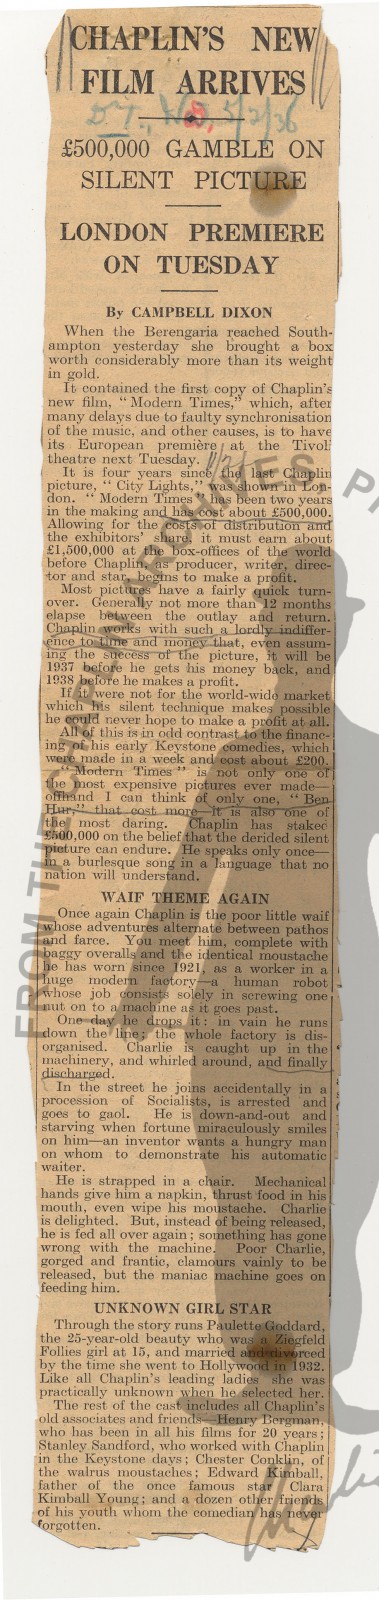 CHAPLIN'S NEW
FILM ARRIVES
D.T., 5/2/36
£500,000 GAMBLE ON
SILENT PICTURE
LONDON PREMIERE
ON TUESDAY
By CAMPBELL DIXON
When the Berengaria reached South-
ampton yesterday she brought a box
worth considerably more than its weight
in gold.
It contained the first copy of Chaplin's
new film, "Modern Times," which, after
many delays due to faulty synchronisation
of the music, and other causes, is to have
its European première at the Tivoli
theatre next Tuesday.
It is four years since the last Chaplin
picture, "City Lights," was shown in Lon-
don. "Modern Times" has been two years
in the making and has cost about £500,000.
Allowing for the costs of distribution and
the exhibitors' share, it must earn about
£1,500,000 at the box-offices of the world
before Chaplin, as producer, writer, direc-
tor and star, begins to make a profit.
Most pictures have a fairly quick turn-
over. Generally not more than 12 months
elapse between the outlay and return.
Chaplin works with such a lordly indiffer-
ence to time and money that, even assum-
ing the success of the picture, it will be
1937 before he gets his money back, and
1938 before he makes a profit.
If it were not for the world-wide market
which his silent technique makes possible
he could never hope to make a profit at all.
All of this is in odd contrast to the financ-
ing of his early Keystone comedies, which
were made in a week and cost about £200.
"Modern Times" is not only one of
the most expensive pictures ever made—
offhand I can think of only one, "Ben
Hur," that cost more—it is also one of
the most daring. Chaplin has staked
£500,000 on the belief that the derided silent
picture can endure. He speaks only once—
in a burlesque song in a language that no
nation will understand.
WAIF THEME AGAIN
Once again Chaplin is the poor little waif
whose adventures alternate between pathos
and farce. You meet him, complete with
baggy overalls and the identical moustache
he has worn since 1921, as a worker in a
huge modern factory—a human robot
whose job consists solely in screwing one
nut on to a machine as it goes past.
One day he drops it: in vain he runs
down the line; the whole factory is dis-
organised. Charlie is caught up in the
machinery, and whirled around, and finally
discharged.
In the street he joins accidentally in a
procession of Socialists, is arrested and
goes to gaol. He is down-and-out and
starving when fortune miraculously smiles
on him—an inventor wants a hungry man
on whom to demonstrate his automatic
waiter.
He is strapped in a chair. Mechanical
hands give him a napkin, thrust food in his
mouth, even wipe his moustache. Charlie
is delighted. But, instead of being released,
he is fed all over again; something has gone
wrong with the machine. Poor Charlie,
gorged and frantic, clamours vainly to be
released, but the maniac machine goes on
feeding him.
UNKNOWN GIRL STAR
Through the story runs Paulette Goddard,
the 25-year-old beauty who was a Ziegfeld
Follies girl at 15, and married and divorced
by the time she went to Hollywood in 1932.
Like all Chaplin's leading ladies she was
practically unknown when he selected her.
The rest of the cast includes all Chaplin's
old associates and friends—Henry Bergman,
who has been in all his films for 20 years;
Stanley Sandford, who worked with Chaplin
in the Keystone days; Chester Conklin, of
the walrus moustaches; Edward Kimball,
father of the once famous star Clara
Kimball Young; and a dozen other friends
of his youth whom the comedian has never
forgotten.
FROM THE CHAPLIN ARCHIVES